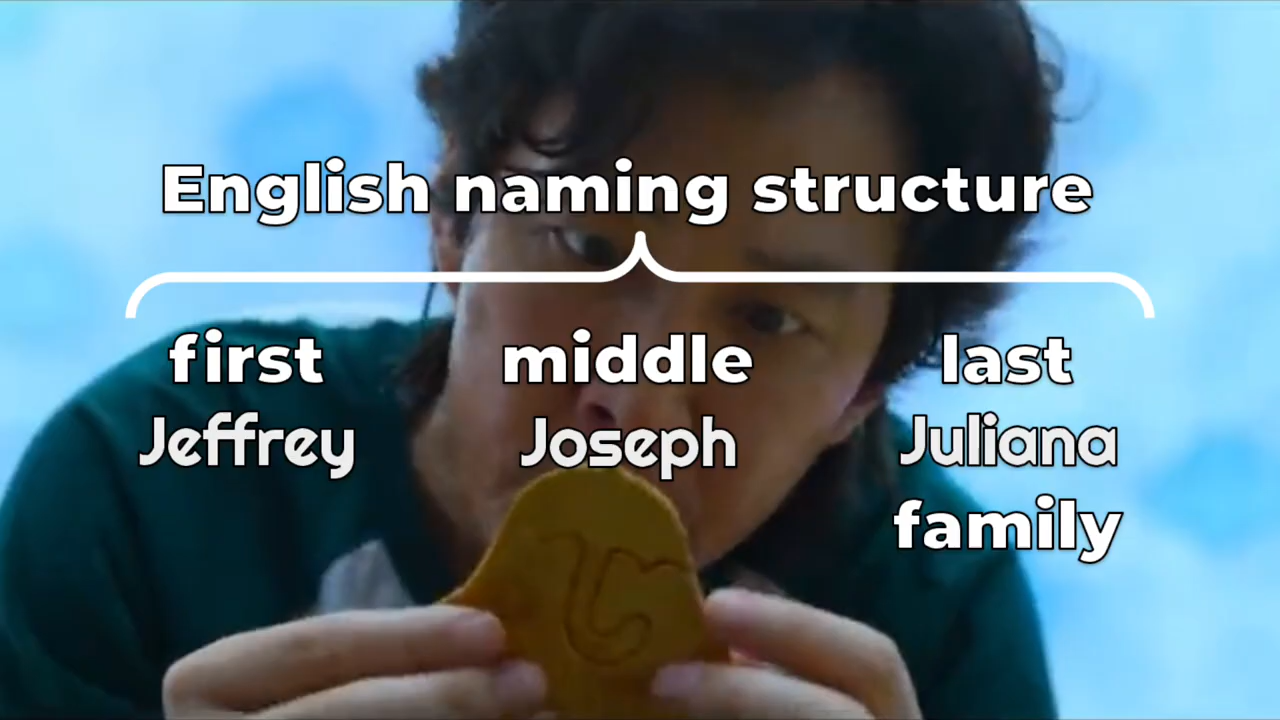 English naming structure
first middle last
Jeffrey Joseph Juliana
family